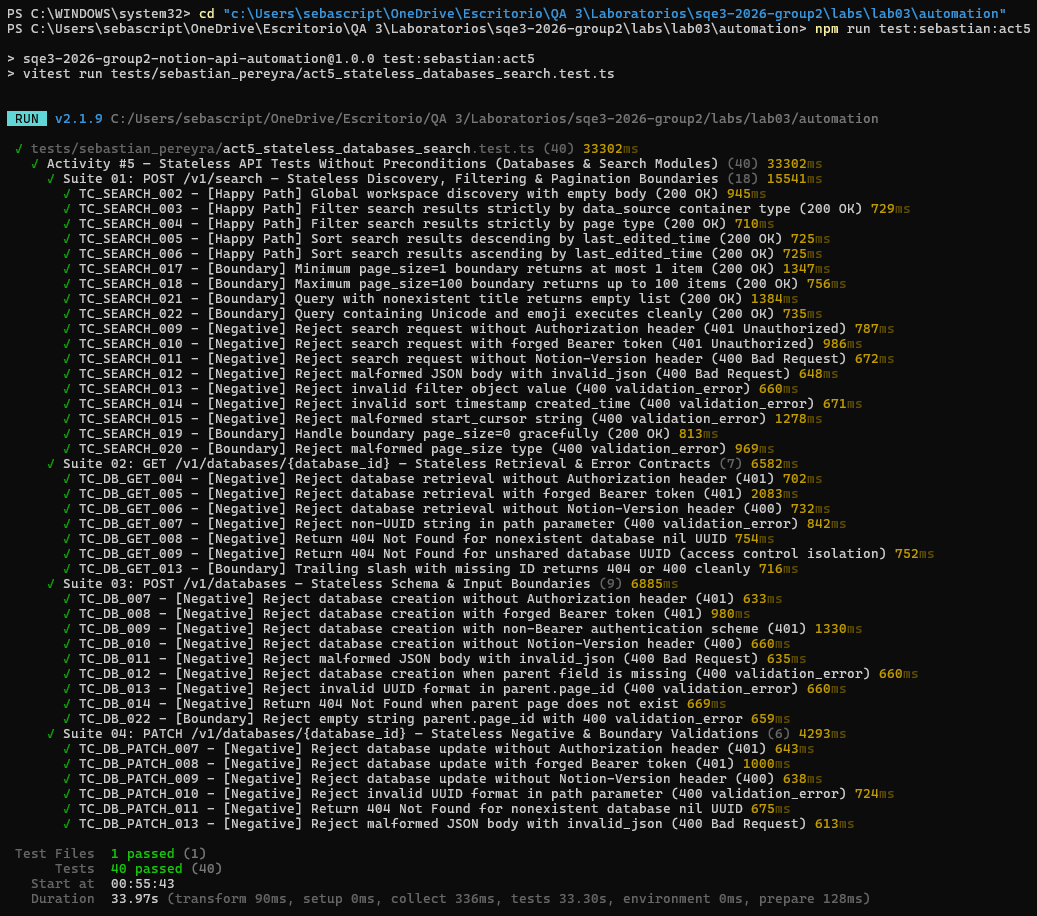 PS C:\WINDOWS\system32> cd "c:\Users\sebascript\OneDrive\Escritorio\QA 3\Laboratorios\sqe3-2026-group2\labs\lab03\automation"
PS C:\Users\sebascript\OneDrive\Escritorio\QA 3\Laboratorios\sqe3-2026-group2\labs\lab03\automation> npm run test:sebastian:act5
> sqe3-2026-group2-notion-api-automation@1.0.0 test:sebastian:act5
> vitest run tests/sebastian_pereyra/act5_stateless_databases_search.test.ts
RUN v2.1.9 C:/Users/sebascript/OneDrive/Escritorio/QA 3/Laboratorios/sqe3-2026-group2/labs/lab03/automation
✓ tests/sebastian_pereyra/act5_stateless_databases_search.test.ts (40) 33302ms
✓ Activity #5 – Stateless API Tests Without Preconditions (Databases & Search Modules) (40) 33302ms
✓ Suite 01: POST /v1/search – Stateless Discovery, Filtering & Pagination Boundaries (18) 15541ms
✓ TC_SEARCH_002 – [Happy Path] Global workspace discovery with empty body (200 OK) 945ms
✓ TC_SEARCH_003 – [Happy Path] Filter search results strictly by data_source container type (200 OK) 729ms
✓ TC_SEARCH_004 – [Happy Path] Filter search results strictly by page type (200 OK) 710ms
✓ TC_SEARCH_005 – [Happy Path] Sort search results descending by last_edited_time (200 OK) 725ms
✓ TC_SEARCH_006 – [Happy Path] Sort search results ascending by last_edited_time (200 OK) 725ms
✓ TC_SEARCH_017 – [Boundary] Minimum page_size=1 boundary returns at most 1 item (200 OK) 1347ms
✓ TC_SEARCH_018 – [Boundary] Maximum page_size=100 boundary returns up to 100 items (200 OK) 756ms
✓ TC_SEARCH_021 – [Boundary] Query with nonexistent title returns empty list (200 OK) 1384ms
✓ TC_SEARCH_022 – [Boundary] Query containing Unicode and emoji executes cleanly (200 OK) 735ms
✓ TC_SEARCH_009 – [Negative] Reject search request without Authorization header (401 Unauthorized) 787ms
✓ TC_SEARCH_010 – [Negative] Reject search request with forged Bearer token (401 Unauthorized) 986ms
✓ TC_SEARCH_011 – [Negative] Reject search request without Notion-Version header (400 Bad Request) 672ms
✓ TC_SEARCH_012 – [Negative] Reject malformed JSON body with invalid_json (400 Bad Request) 648ms
✓ TC_SEARCH_013 – [Negative] Reject invalid filter object value (400 validation_error) 660ms
✓ TC_SEARCH_014 – [Negative] Reject invalid sort timestamp created_time (400 validation_error) 671ms
✓ TC_SEARCH_015 – [Negative] Reject malformed start_cursor string (400 validation_error) 1278ms
✓ TC_SEARCH_019 – [Boundary] Handle boundary page_size=0 gracefully (200 OK) 813ms
✓ TC_SEARCH_020 – [Boundary] Reject malformed page_size type (400 validation_error) 969ms
✓ Suite 02: GET /v1/databases/{database_id} – Stateless Retrieval & Error Contracts (7) 6582ms
✓ TC_DB_GET_004 – [Negative] Reject database retrieval without Authorization header (401) 702ms
✓ TC_DB_GET_005 – [Negative] Reject database retrieval with forged Bearer token (401) 2083ms
✓ TC_DB_GET_006 – [Negative] Reject database retrieval without Notion-Version header (400) 732ms
✓ TC_DB_GET_007 – [Negative] Reject non-UUID string in path parameter (400 validation_error) 842ms
✓ TC_DB_GET_008 – [Negative] Return 404 Not Found for nonexistent database nil UUID 754ms
✓ TC_DB_GET_009 – [Negative] Return 404 Not Found for unshared database UUID (access control isolation) 752ms
✓ TC_DB_GET_013 – [Boundary] Trailing slash with missing ID returns 404 or 400 cleanly 716ms
✓ Suite 03: POST /v1/databases – Stateless Schema & Input Boundaries (9) 6885ms
✓ TC_DB_007 – [Negative] Reject database creation without Authorization header (401) 633ms
✓ TC_DB_008 – [Negative] Reject database creation with forged Bearer token (401) 980ms
✓ TC_DB_009 – [Negative] Reject database creation with non-Bearer authentication scheme (401) 1330ms
✓ TC_DB_010 – [Negative] Reject database creation without Notion-Version header (400) 660ms
✓ TC_DB_011 – [Negative] Reject malformed JSON body with invalid_json (400 Bad Request) 635ms
✓ TC_DB_012 – [Negative] Reject database creation when parent field is missing (400 validation_error) 660ms
✓ TC_DB_013 – [Negative] Reject invalid UUID format in parent.page_id (400 validation_error) 660ms
✓ TC_DB_014 – [Negative] Return 404 Not Found when parent page does not exist 669ms
✓ TC_DB_022 – [Boundary] Reject empty string parent.page_id with 400 validation_error 659ms
✓ Suite 04: PATCH /v1/databases/{database_id} – Stateless Negative & Boundary Validations (6) 4293ms
✓ TC_DB_PATCH_007 – [Negative] Reject database update without Authorization header (401) 643ms
✓ TC_DB_PATCH_008 – [Negative] Reject database update with forged Bearer token (401) 1000ms
✓ TC_DB_PATCH_009 – [Negative] Reject database update without Notion-Version header (400) 638ms
✓ TC_DB_PATCH_010 – [Negative] Reject invalid UUID format in path parameter (400 validation_error) 724ms
✓ TC_DB_PATCH_011 – [Negative] Return 404 Not Found for nonexistent database nil UUID 675ms
✓ TC_DB_PATCH_013 – [Negative] Reject malformed JSON body with invalid_json (400 Bad Request) 613ms
Test Files 1 passed (1)
Tests 40 passed (40)
Start at 00:55:43
Duration 33.97s (transform 90ms, setup 0ms, collect 336ms, tests 33.30s, environment 0ms, prepare 128ms)